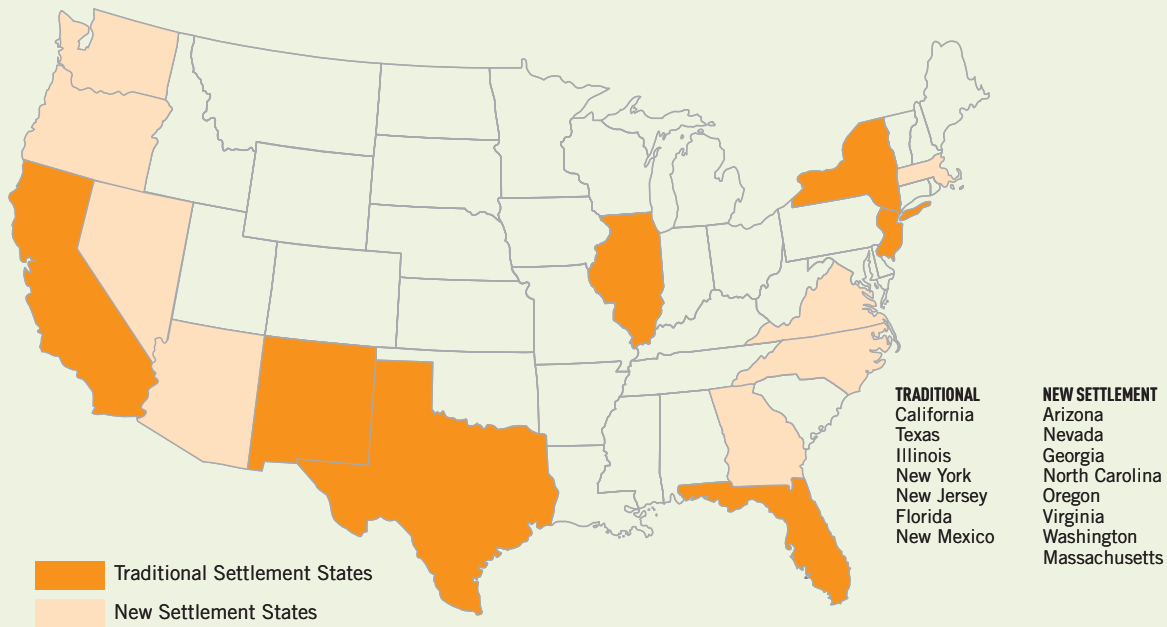 TRADITIONAL
California
Texas
Illinois
New York
New Jersey
Florida
New Mexico
NEW SETTLEMENT
Arizona
Nevada
Georgia
North Carolina
Oregon
Virginia
Washington
Massachusetts
Traditional Settlement States
New Settlement States